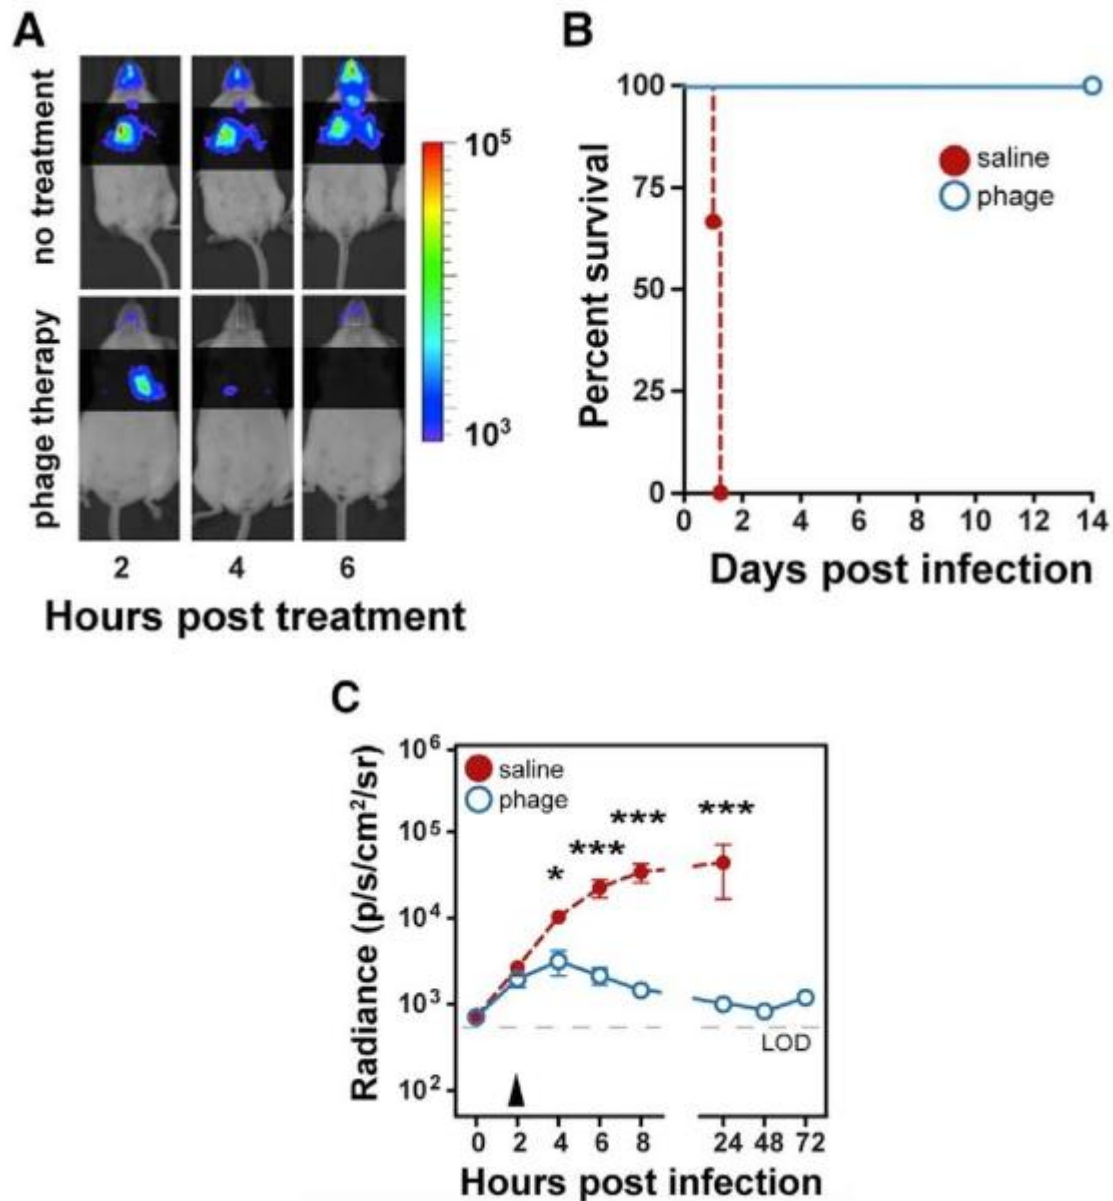 A
no treatment
phage therapy
10⁵
10³
2 4 6
Hours post treatment
B
100
75
50
25
0
Percent survival
saline
phage
0 2 4 6 8 10 12 14
Days post infection
C
Radiance (p/s/cm²/sr)
10⁶
10⁵
10⁴
10³
10²
saline
phage
*
***
***
***
LOD
0 2 4 6 8 24 48 72
Hours post infection